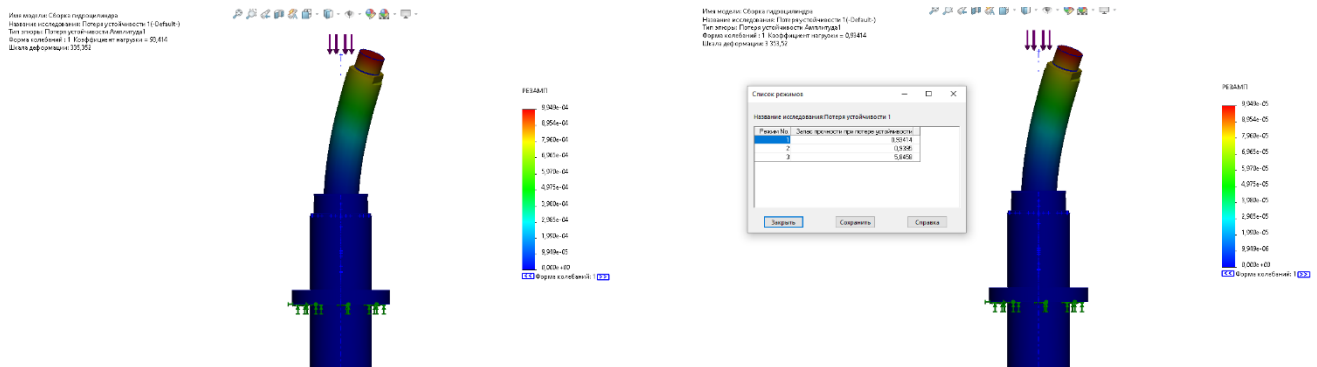 Имя модели: Сборка гидроцилиндра
Название исследования: Потеря устойчивости 1(-Default-)
Тип эпюры: Потеря устойчивости Амплитуда1
Форма колебаний : 1 Коэффициент нагрузки = 93,414
Шкала деформации: 335,352
РЕЗАМП
9,949e-04
8,954e-04
7,960e-04
6,965e-04
5,970e-04
4,975e-04
3,980e-04
2,985e-04
1,990e-04
9,949e-05
0,000e+00
<< Форма колебаний: 1 >>
Имя модели: Сборка гидроцилиндра
Название исследования: Потеря устойчивости 1(-Default-)
Тип эпюры: Потеря устойчивости Амплитуда1
Форма колебаний : 1 Коэффициент нагрузки = 0,93414
Шкала деформации: 3 353,52
Список режимов
Название исследования: Потеря устойчивости 1
Режим No. Запас прочности при потере устойчивости
1 0,93414
2 0,9395
3 5,8458
Закрыть Сохранить Справка
РЕЗАМП
9,949e-05
8,954e-05
7,960e-05
6,965e-05
5,970e-05
4,975e-05
3,980e-05
2,985e-05
1,990e-05
9,949e-06
0,000e+00
<< Форма колебаний: 1 >>